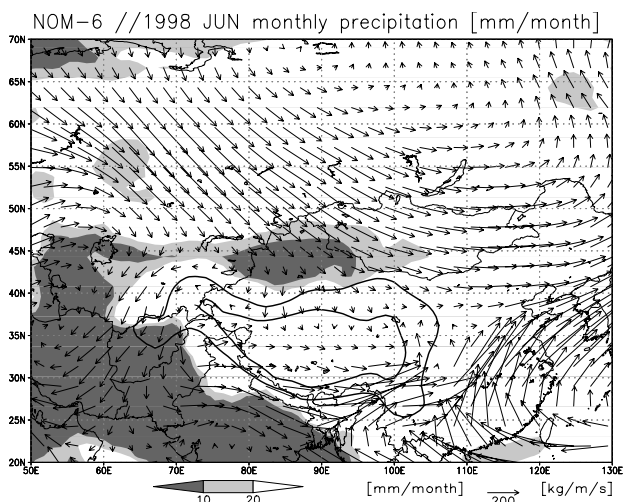 NOM-6 //1998 JUN monthly precipitation [mm/month]
70N
65N
60N
55N
50N
45N
40N
35N
30N
25N
20N
50E 60E 70E 80E 90E 100E 110E 120E 130E
10 20 [mm/month] 200 [kg/m/s]